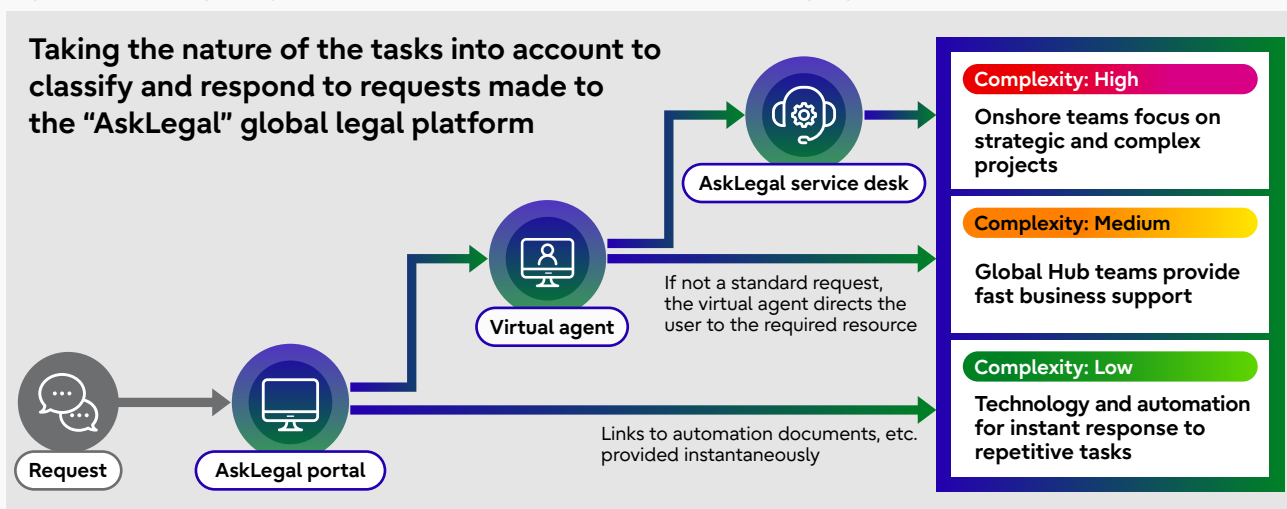 Taking the nature of the tasks into account to
classify and respond to requests made to
the “AskLegal” global legal platform
Request
AskLegal portal
Links to automation documents, etc.
provided instantaneously
Virtual agent
If not a standard request,
the virtual agent directs the
user to the required resource
AskLegal service desk
Complexity: High
Onshore teams focus on
strategic and complex
projects
Complexity: Medium
Global Hub teams provide
fast business support
Complexity: Low
Technology and automation
for instant response to
repetitive tasks